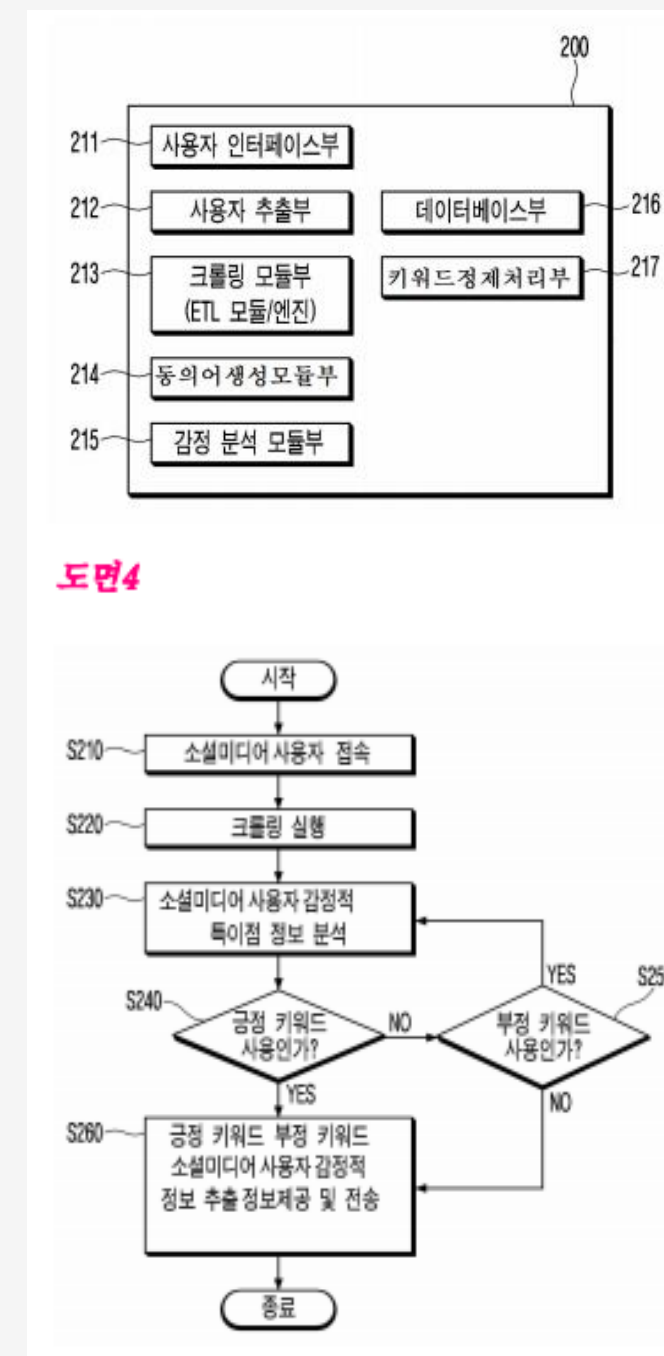 200
211
사용자 인터페이스부
212
사용자 추출부
데이터베이스부
216
213
크롤링 모듈부
(ETL 모듈/엔진)
키워드정제처리부
217
214
동의어생성모듈부
215
감정 분석 모듈부
도면4
시작
S210
소셜미디어 사용자 접속
S220
크롤링 실행
S230
소셜미디어 사용자 감정적
특이점 정보 분석
YES
S25
S240
긍정 키워드
사용인가?
NO
부정 키워드
사용인가?
YES
NO
S260
긍정 키워드 부정 키워드
소셜미디어 사용자 감정적
정보 추출 정보제공 및 전송
종료